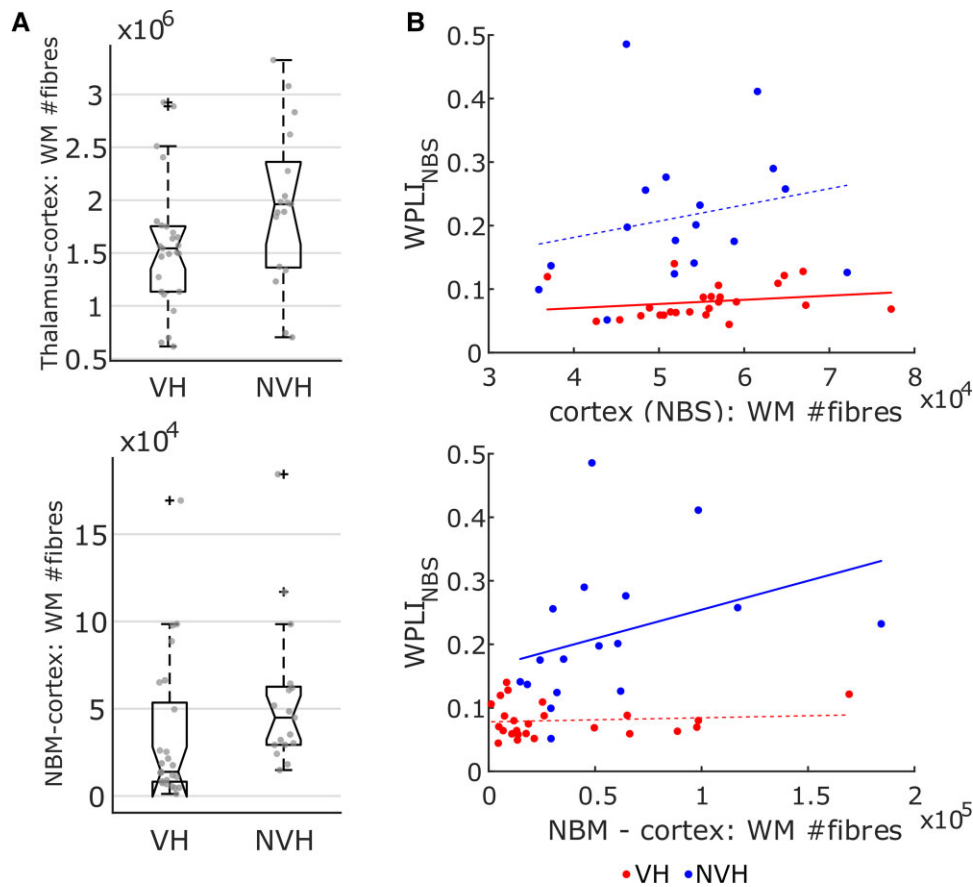 A
x10^6
Thalamus-cortex: WM #fibres
3
2.5
2
1.5
1
0.5
VH NVH
x10^4
NBM-cortex: WM #fibres
15
10
5
0
VH NVH
B
WPLI_NBS
0.5
0.4
0.3
0.2
0.1
0
3 4 5 6 7 8
x10^4
cortex (NBS): WM #fibres
WPLI_NBS
0.5
0.4
0.3
0.2
0.1
0
0 0.5 1 1.5 2
x10^5
NBM - cortex: WM #fibres
VH NVH